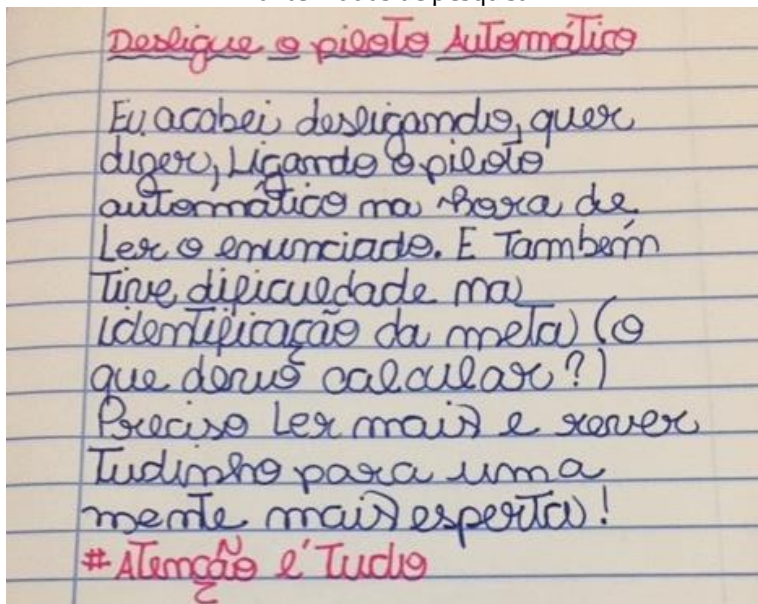 Desligue o piloto Automático
Eu acabei desligando, quer
dizer, Ligando o piloto
automático na hora de
Ler o enunciado. E Também
Tive dificuldade na
identificação da meta (o
que devo calcular?)
Preciso Ler mais e rever
Tudinho para uma
mente mais esperta!
#Atenção é Tudo